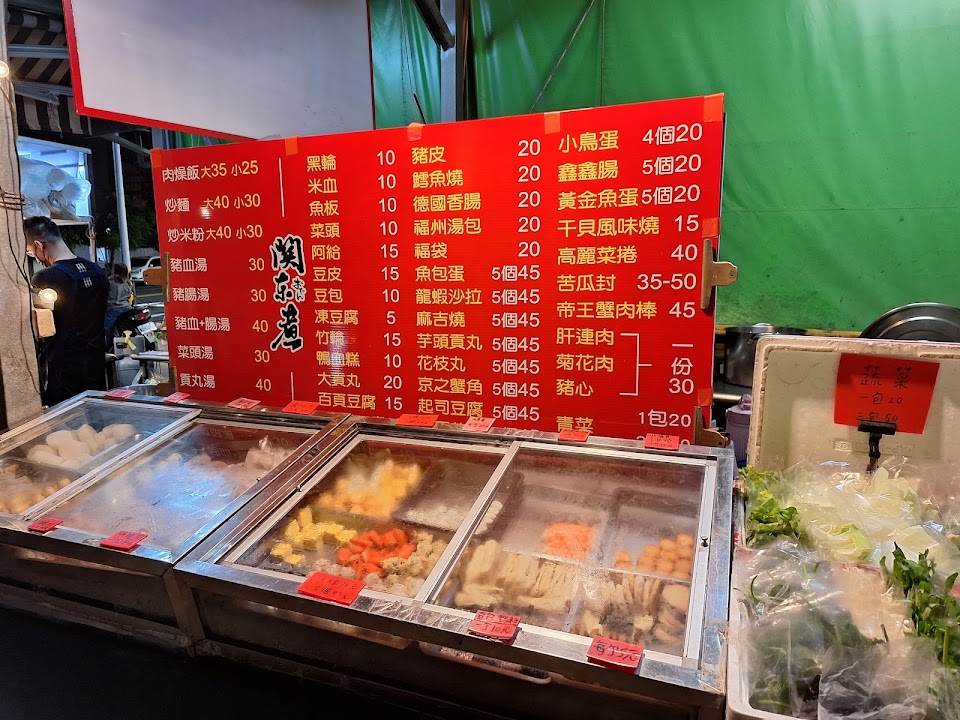 肉燥飯大35 小25
炒麵 大40 小30
炒米粉大40 小30
豬血湯 30
豬腸湯 30
豬血+腸湯 40
菜頭湯 30
貢丸湯 40
関东煮
黑輪 10
米血 10
魚板 10
菜頭 10
阿給 15
豆皮 15
豆包 10
凍豆腐 5
竹輪 15
鴨血糕 10
大貢丸 20
百頁豆腐 15
豬皮 20
鱈魚燒 20
德國香腸 20
福州湯包 20
福袋 20
魚包蛋 5個45
龍蝦沙拉 5個45
麻吉燒 5個45
芋頭貢丸 5個45
花枝丸 5個45
京之蟹角 5個45
起司豆腐 5個45
小鳥蛋 4個20
鑫鑫腸 5個20
黃金魚蛋 5個20
干貝風味燒 15
高麗菜捲 40
苦瓜封 35-50
帝王蟹肉棒 45
肝連肉
菊花肉
豬心
一份30
青菜 1包20
蔬菜
一包20
三包50